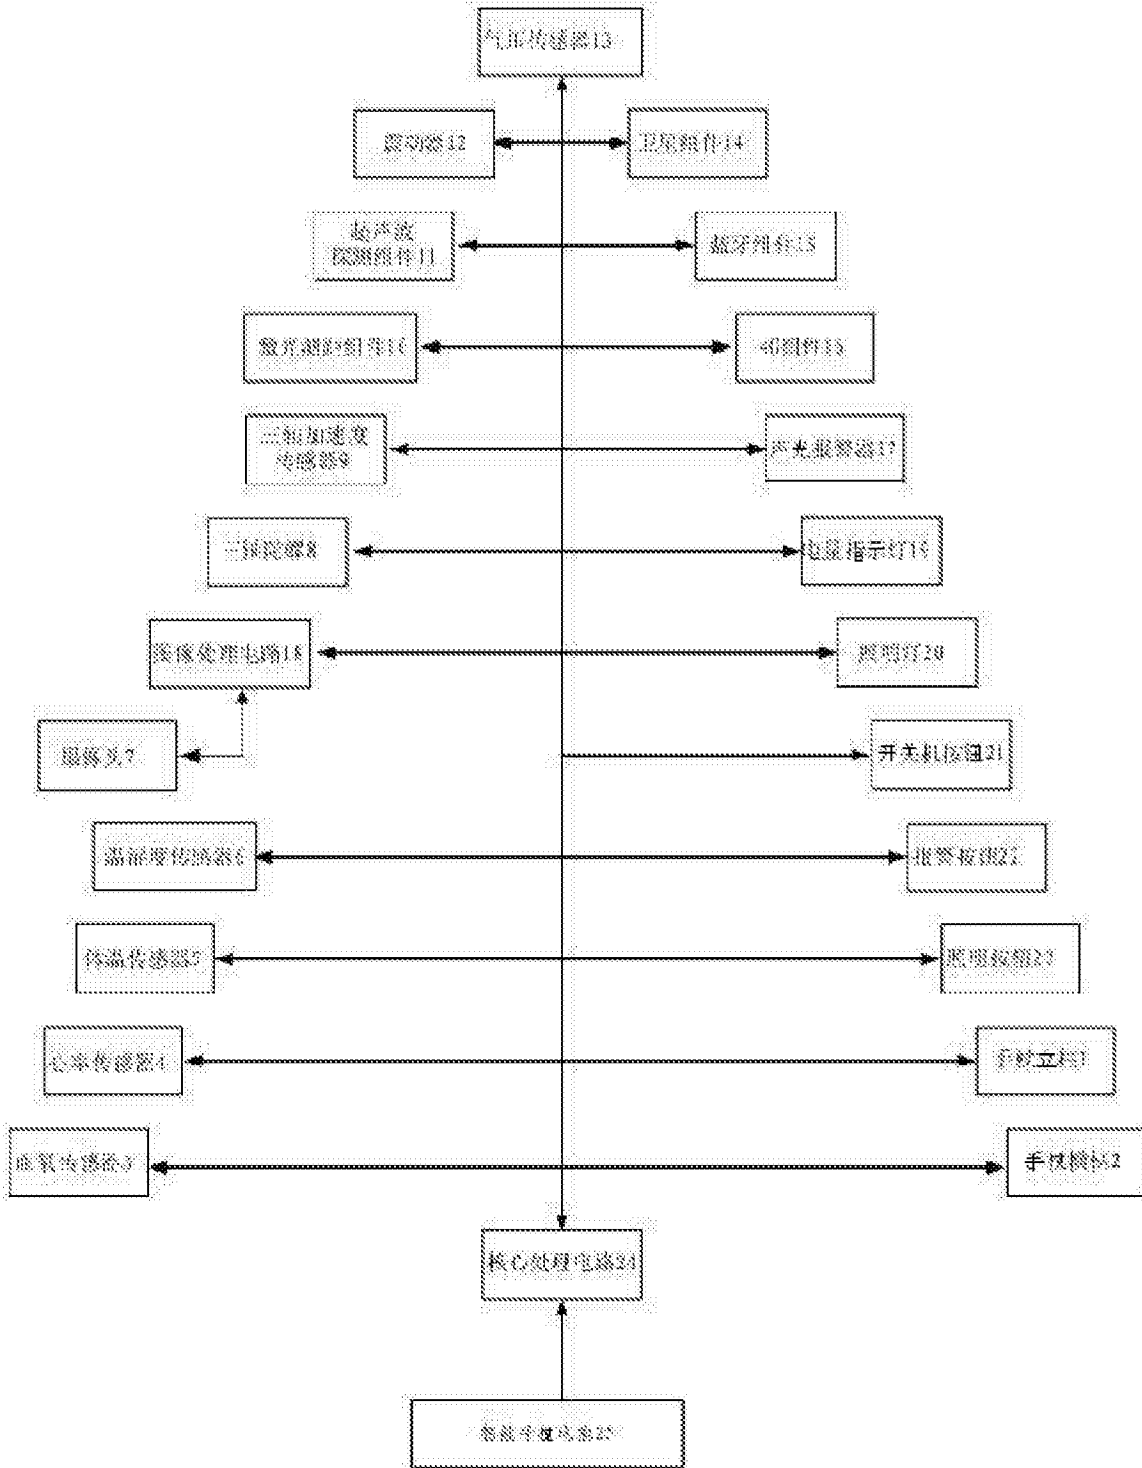 气压传感器13
震动器12
卫星组件14
超声波
探测组件11
蓝牙组件15
激光测距组件10
4G组件16
三轴加速度
传感器9
声光报警器17
三轴陀螺8
电量指示灯19
图像处理电路18
照明灯20
摄像头7
开关机按钮21
温湿度传感器6
报警按钮22
体温传感器5
照明按钮23
心率传感器4
手杖立杆1
血氧传感器3
手杖横杆2
核心处理电路24